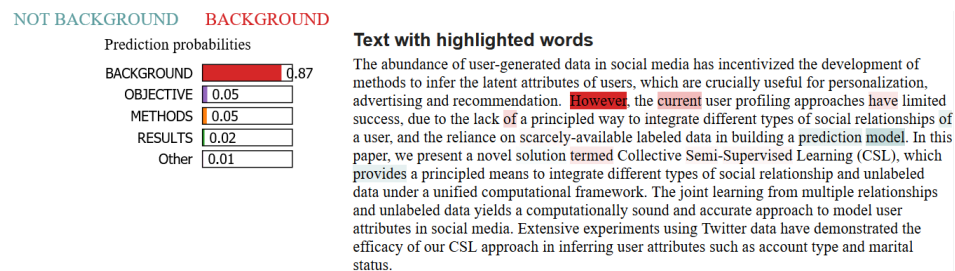 NOT BACKGROUND BACKGROUND
Prediction probabilities
BACKGROUND 0.87
OBJECTIVE 0.05
METHODS 0.05
RESULTS 0.02
Other 0.01
Text with highlighted words
The abundance of user-generated data in social media has incentivized the development of
methods to infer the latent attributes of users, which are crucially useful for personalization,
advertising and recommendation. However, the current user profiling approaches have limited
success, due to the lack of a principled way to integrate different types of social relationships of
a user, and the reliance on scarcely-available labeled data in building a prediction model. In this
paper, we present a novel solution termed Collective Semi-Supervised Learning (CSL), which
provides a principled means to integrate different types of social relationship and unlabeled
data under a unified computational framework. The joint learning from multiple relationships
and unlabeled data yields a computationally sound and accurate approach to model user
attributes in social media. Extensive experiments using Twitter data have demonstrated the
efficacy of our CSL approach in inferring user attributes such as account type and marital
status.